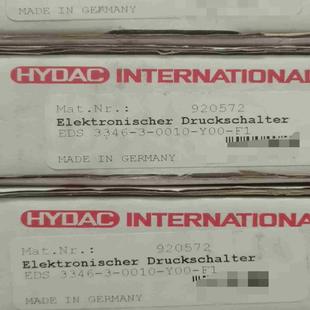 MADE IN GERMANY
HYDAC INTERNATIONAL
Mat.Nr.: 920572
Elektronischer Druckschalter
EDS 3346-3-0010-Y00-F1
MADE IN GERMANY
HYDAC INTERNATIONAL
Mat.Nr.: 920572
Elektronischer Druckschalter
EDS 3346-3-0010-Y00-F1
MADE IN GERMANY